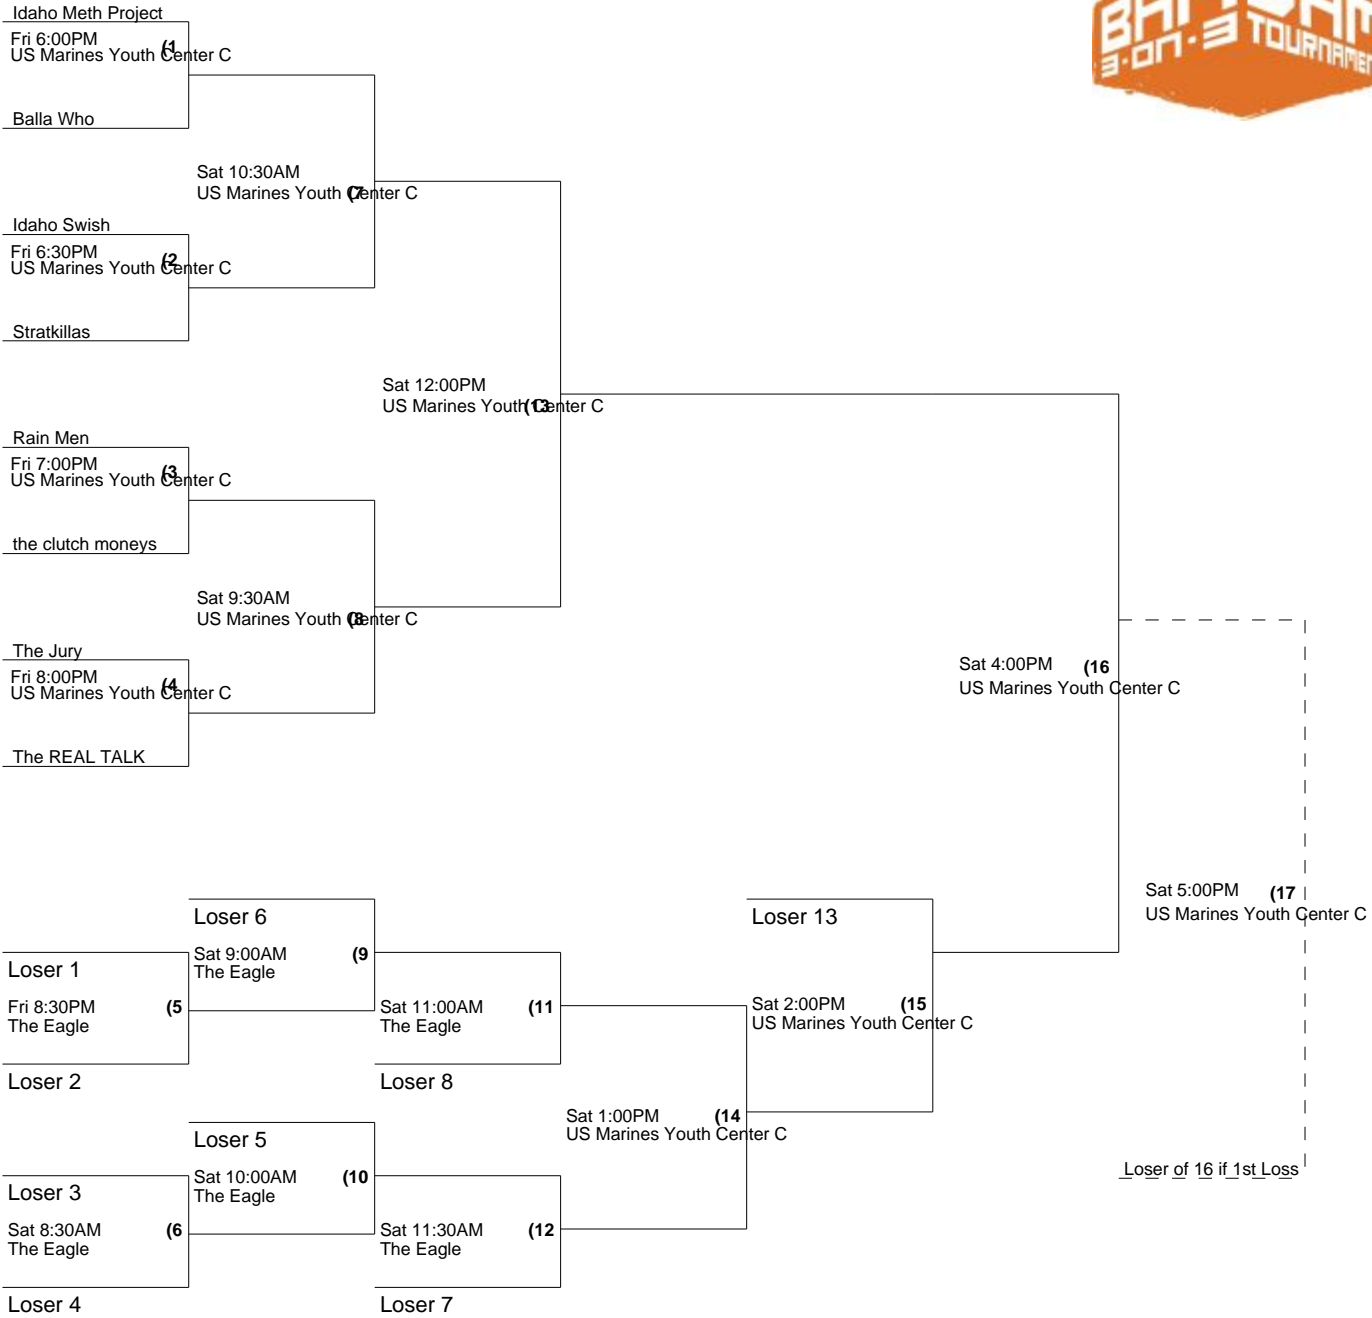 3-ON-3 TOURNAMEN
Idaho Meth Project
Fri 6:00PM (1
US Marines Youth Center C
Balla Who
Sat 10:30AM
US Marines Youth Center C (7
Idaho Swish
Fri 6:30PM (2
US Marines Youth Center C
Stratkillas
Sat 12:00PM
US Marines Youth Center C (13
Rain Men
Fri 7:00PM (3
US Marines Youth Center C
the clutch moneys
Sat 9:30AM
US Marines Youth Center C (8
The Jury
Fri 8:00PM (4
US Marines Youth Center C
The REAL TALK
Sat 4:00PM (16
US Marines Youth Center C
Sat 5:00PM (17
US Marines Youth Center C
Loser 6
Sat 9:00AM (9
The Eagle
Loser 1
Fri 8:30PM (5
The Eagle
Loser 2
Sat 11:00AM (11
The Eagle
Loser 8
Loser 13
Sat 2:00PM (15
US Marines Youth Center C
Sat 1:00PM (14
US Marines Youth Center C
Loser 5
Sat 10:00AM (10
The Eagle
Loser 3
Sat 8:30AM (6
The Eagle
Loser 4
Sat 11:30AM (12
The Eagle
Loser 7
Loser of 16 if 1st Loss